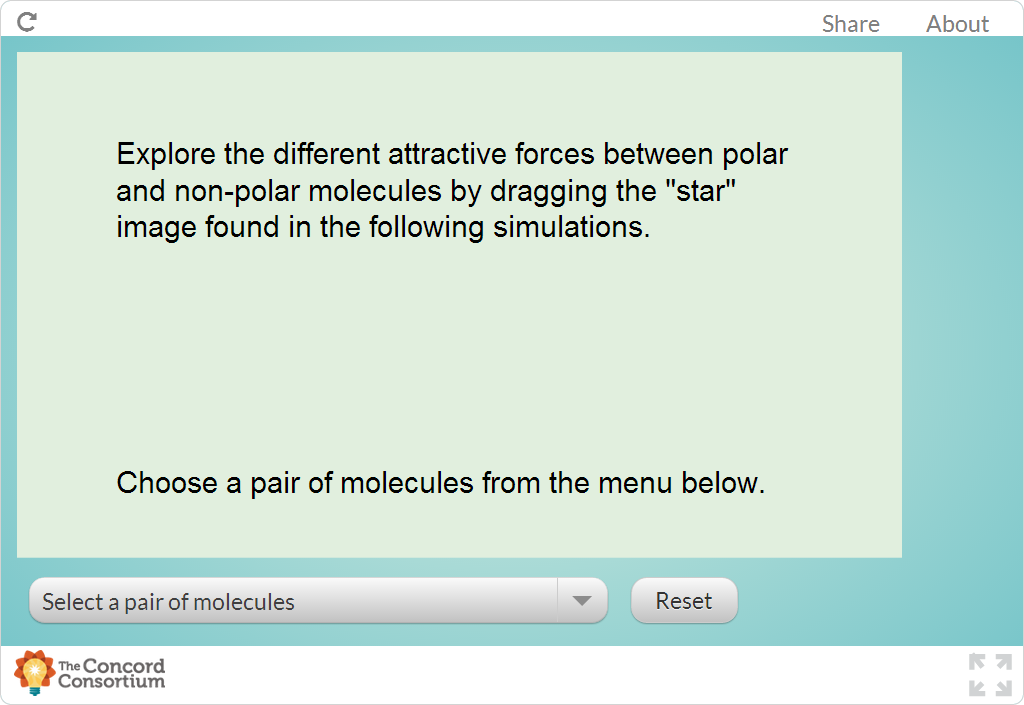 Share About
Explore the different attractive forces between polar
and non-polar molecules by dragging the "star"
image found in the following simulations.
Choose a pair of molecules from the menu below.
Select a pair of molecules
Reset
The Concord
Consortium